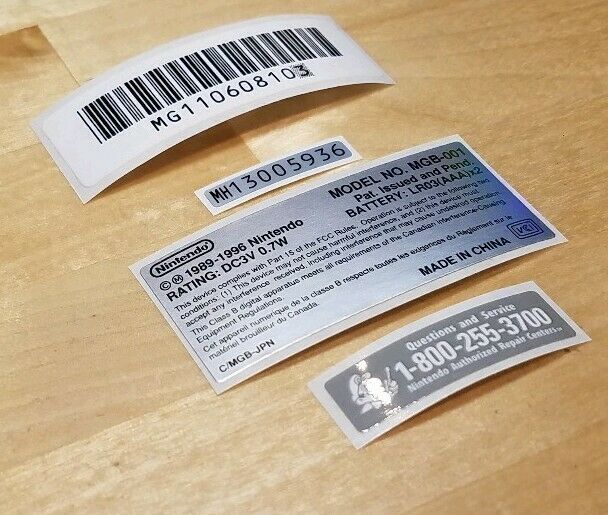 MG110608103
MH13005936
Nintendo
MODEL NO. MGB-001
© Ⓜ 1989-1996 Nintendo
Pat. Issued and Pend.
RATING: DC3V 0.7W
BATTERY: LR03(AAA)x2
This device complies with Part 15 of the FCC Rules. Operation is subject to the following two
conditions: (1) This device may not cause harmful interference, and (2) this device must
accept any interference received, including interference that may cause undesired operation.
This Class B digital apparatus meets all requirements of the Canadian Interference-Causing
Equipment Regulations.
Cet appareil numerique de la classe B respecte toutes les exigences du Règlement sur le
matériel brouilleur du Canada.
C/MGB-JPN
MADE IN CHINA
Questions and Service
1-800-255-3700
Nintendo Authorized Repair Centers